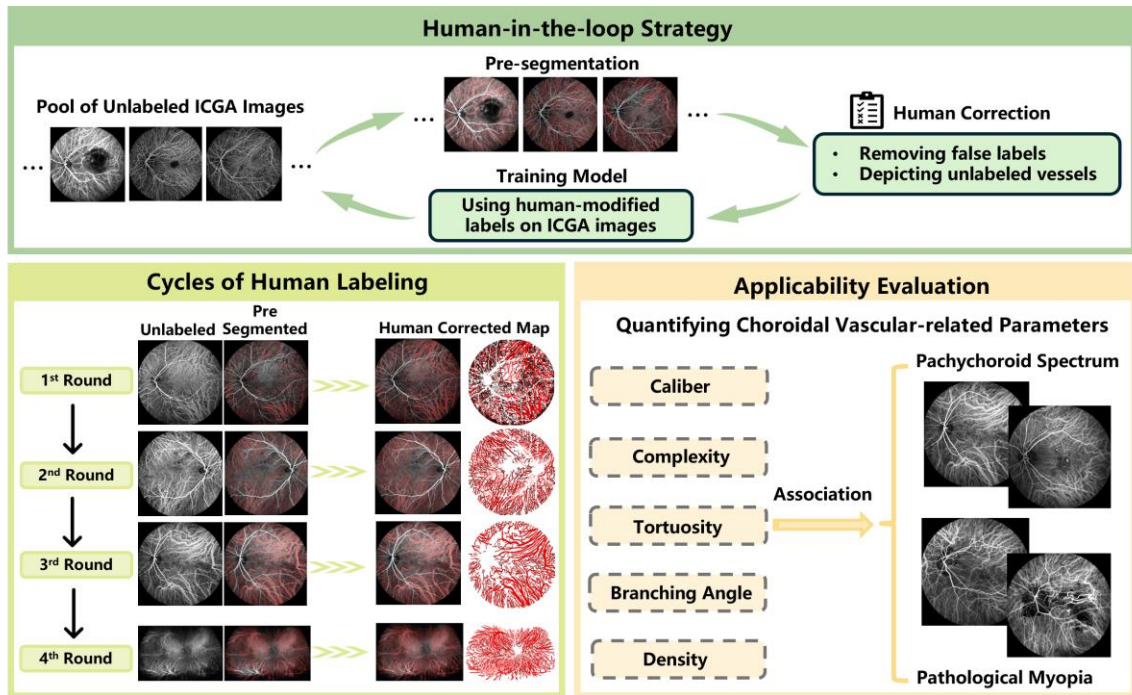 Human-in-the-loop Strategy
Pre-segmentation
Pool of Unlabeled ICGA Images
...
...
...
...
Human Correction
• Removing false labels
• Depicting unlabeled vessels
Training Model
Using human-modified
labels on ICGA images
Cycles of Human Labeling
Unlabeled
Pre
Segmented
Human Corrected Map
1st Round
2nd Round
3rd Round
4th Round
Applicability Evaluation
Quantifying Choroidal Vascular-related Parameters
Caliber
Complexity
Tortuosity
Branching Angle
Density
Association
Pachychoroid Spectrum
Pathological Myopia